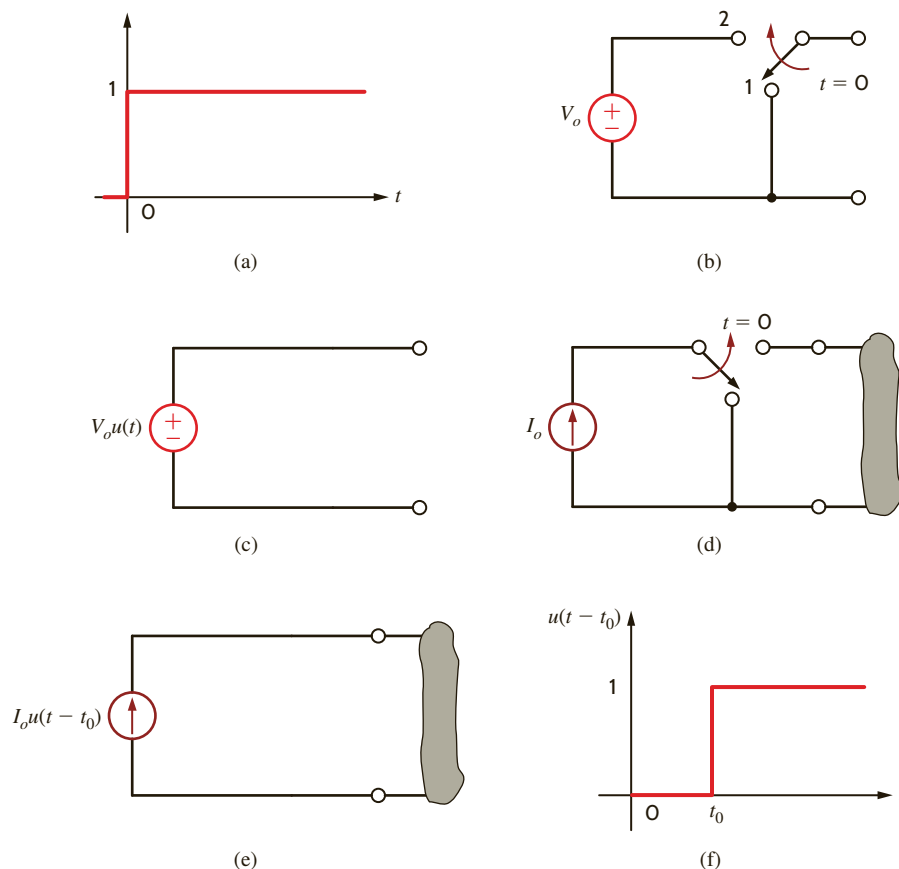 1
0
t
(a)
2
1
t = 0
V_o
+
−
(b)
V_o u(t)
+
−
(c)
t = 0
I_o
(d)
I_o u(t − t_0)
(e)
u(t − t_0)
1
0
t_0
(f)